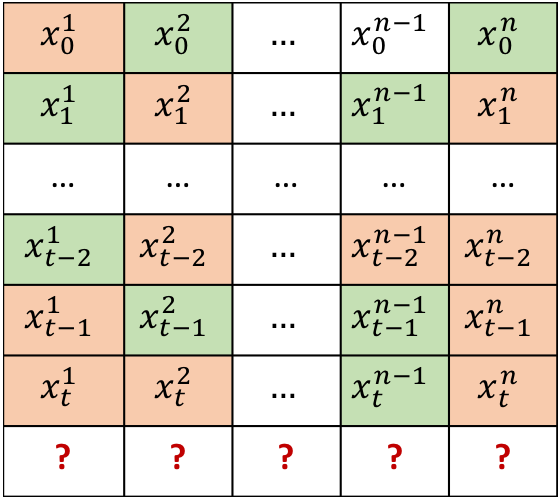 x_0^1 x_0^2 ... x_0^{n-1} x_0^n
x_1^1 x_1^2 ... x_1^{n-1} x_1^n
... ... ... ... ...
x_{t-2}^1 x_{t-2}^2 ... x_{t-2}^{n-1} x_{t-2}^n
x_{t-1}^1 x_{t-1}^2 ... x_{t-1}^{n-1} x_{t-1}^n
x_t^1 x_t^2 ... x_t^{n-1} x_t^n
? ? ? ? ?